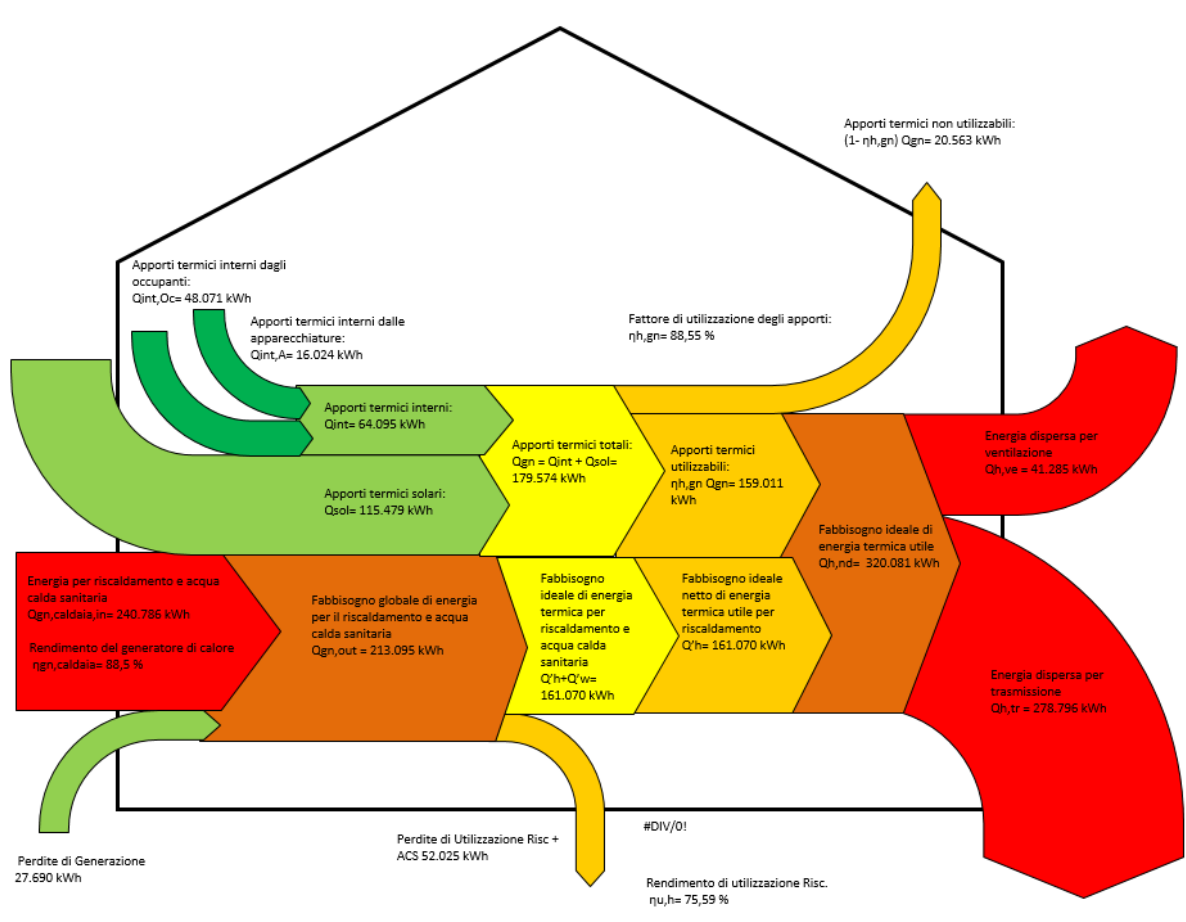 Apporti termici non utilizzabili:
(1- ηh,gn) Qgn= 20.563 kWh
Apporti termici interni dagli
occupanti:
Qint,Oc= 48.071 kWh
Apporti termici interni dalle
apparecchiature:
Qint,A= 16.024 kWh
Fattore di utilizzazione degli apporti:
ηh,gn= 88,55 %
Apporti termici interni:
Qint= 64.095 kWh
Apporti termici totali:
Qgn = Qint + Qsol=
179.574 kWh
Apporti termici
utilizzabili:
ηh,gn Qgn= 159.011
kWh
Energia dispersa per
ventilazione
Qh,ve = 41.285 kWh
Apporti termici solari:
Qsol= 115.479 kWh
Fabbisogno ideale di
energia termica utile
Qh,nd=  320.081 kWh
Energia per riscaldamento e acqua
calda sanitaria
Qgn,caldaia,in= 240.786 kWh
Rendimento del generatore di calore
ηgn,caldaia= 88,5 %
Fabbisogno globale di energia
per il riscaldamento e acqua
calda sanitaria
Qgn,out = 213.095 kWh
Fabbisogno
ideale di energia
termica per
riscaldamento e
acqua calda
sanitaria
Q'h+Q'w=
161.070 kWh
Fabbisogno ideale
netto di energia
termica utile per
riscaldamento
Q'h= 161.070 kWh
Energia dispersa per
trasmissione
Qh,tr = 278.796 kWh
Perdite di Generazione
27.690 kWh
Perdite di Utilizzazione Risc +
ACS 52.025 kWh
#DIV/0!
Rendimento di utilizzazione Risc.
ηu,h= 75,59 %